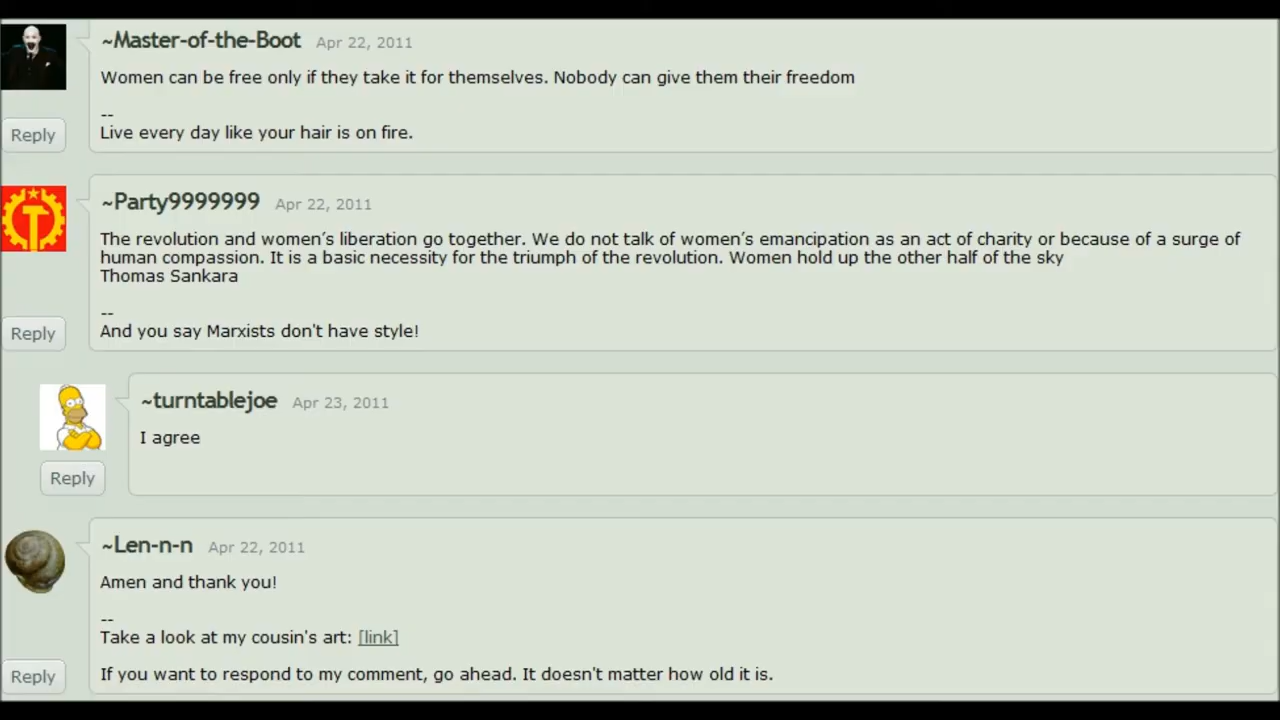 ~Master-of-the-Boot Apr 22, 2011
Women can be free only if they take it for themselves. Nobody can give them their freedom
--
Live every day like your hair is on fire.
Reply
~Party9999999 Apr 22, 2011
The revolution and women’s liberation go together. We do not talk of women’s emancipation as an act of charity or because of a surge of
human compassion. It is a basic necessity for the triumph of the revolution. Women hold up the other half of the sky
Thomas Sankara
--
And you say Marxists don't have style!
Reply
~turntablejoe Apr 23, 2011
I agree
Reply
~Len-n-n Apr 22, 2011
Amen and thank you!
--
Take a look at my cousin's art: [link]
If you want to respond to my comment, go ahead. It doesn't matter how old it is.
Reply